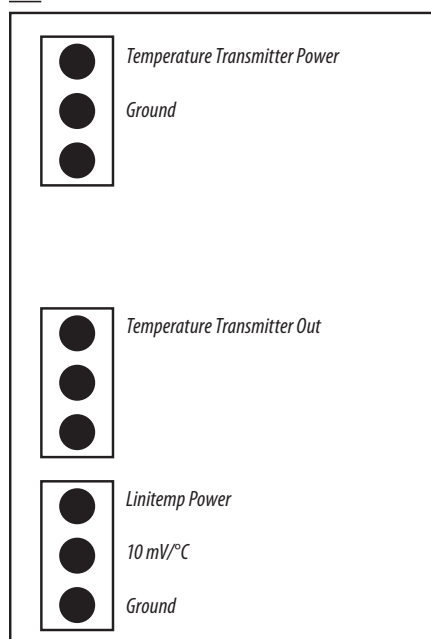 Temperature Transmitter Power
Ground
Temperature Transmitter Out
Linitemp Power
10 mV/°C
Ground